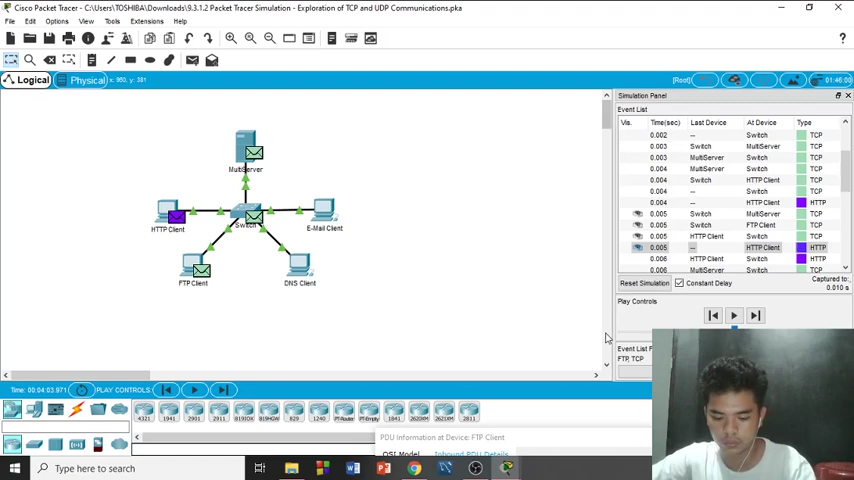 Cisco Packet Tracer - C:\Users\TOSHIBA\Downloads\9.3.1.2 Packet Tracer Simulation - Exploration of TCP and UDP Communications.pka
File Edit Options View Tools Extensions Help
x: 960, y: 381
Logical Physical [Root] 01:46:00
Simulation Panel
Event List
Vis. Time(sec) Last Device At Device Type
0.002 -- Switch TCP
0.003 Switch MultiServer TCP
0.003 MultiServer Switch TCP
0.004 MultiServer Switch TCP
0.004 Switch HTTP Client TCP
0.004 -- Switch TCP
0.004 -- HTTP Client HTTP
0.005 Switch MultiServer TCP
0.005 Switch FTP Client TCP
0.005 HTTP Client Switch TCP
0.005 -- HTTP Client HTTP
0.006 HTTP Client Switch HTTP
0.006 MultiServer Switch TCP
Reset Simulation Constant Delay Captured to:
0.010 s
Play Controls
Event List F
FTP, TCP
MultiServer
HTTP Client
Switch
E-Mail Client
FTP Client
DNS Client
Time: 00:04:03.971 PLAY CONTROLS:
4321 1941 2901 2911 819IOX 819HGW 829 1240 PT-Router PT-Empty 1841 2620XM 2621XM 2811
PDU Information at Device: FTP Client
OSI Model Inbound PDU Details
Type here to search